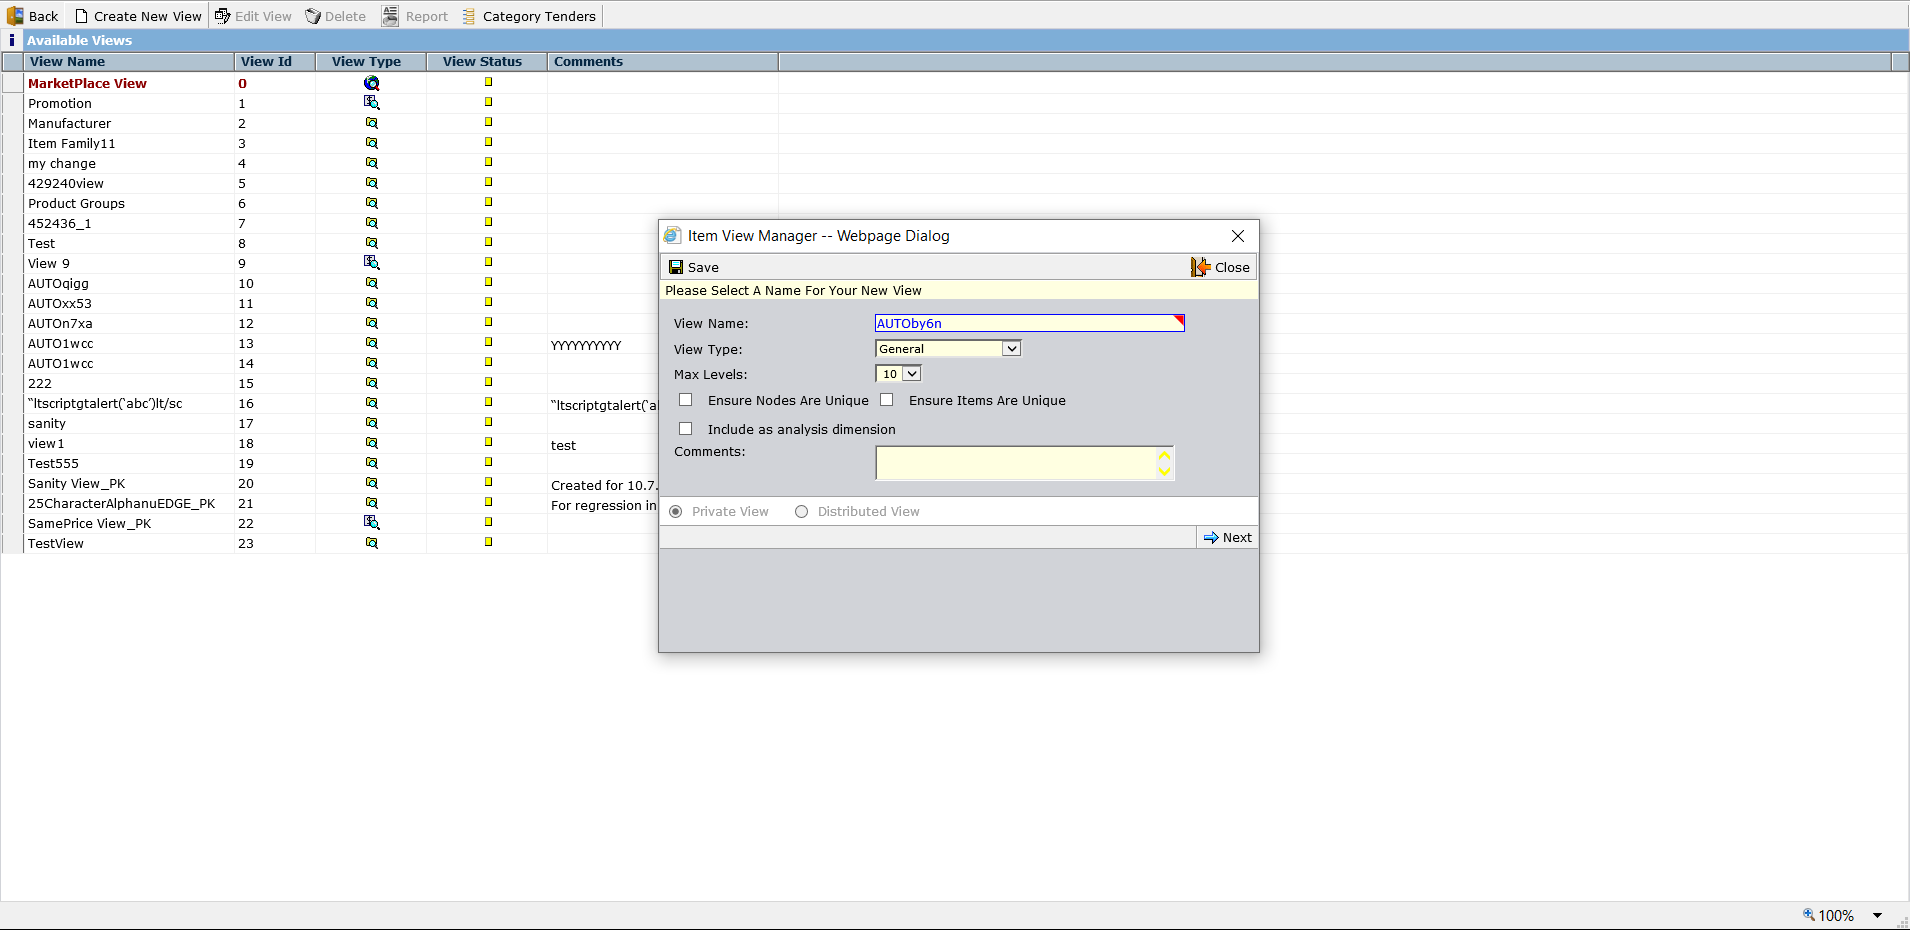 Back Create New View Edit View Delete Report Category Tenders
i Available Views
View Name View Id View Type View Status Comments
MarketPlace View 0
Promotion 1
Manufacturer 2
Item Family11 3
my change 4
429240view 5
Product Groups 6
452436_1 7
Test 8
View 9 9
AUTOqigg 10
AUTOxx53 11
AUTOn7xa 12
AUTO1wcc 13 YYYYYYYYYY
AUTO1wcc 14
222 15
“ltscriptgtalert(‘abc’)lt/sc 16 “ltscriptgtalert(‘al
sanity 17
view1 18 test
Test555 19
Sanity View_PK 20 Created for 10.7.
25CharacterAlphanuEDGE_PK 21 For regression in
SamePrice View_PK 22
TestView 23
Item View Manager -- Webpage Dialog
Save Close
Please Select A Name For Your New View
View Name: AUTOby6n
View Type: General
Max Levels: 10
Ensure Nodes Are Unique Ensure Items Are Unique
Include as analysis dimension
Comments:
Private View Distributed View
Next
100%